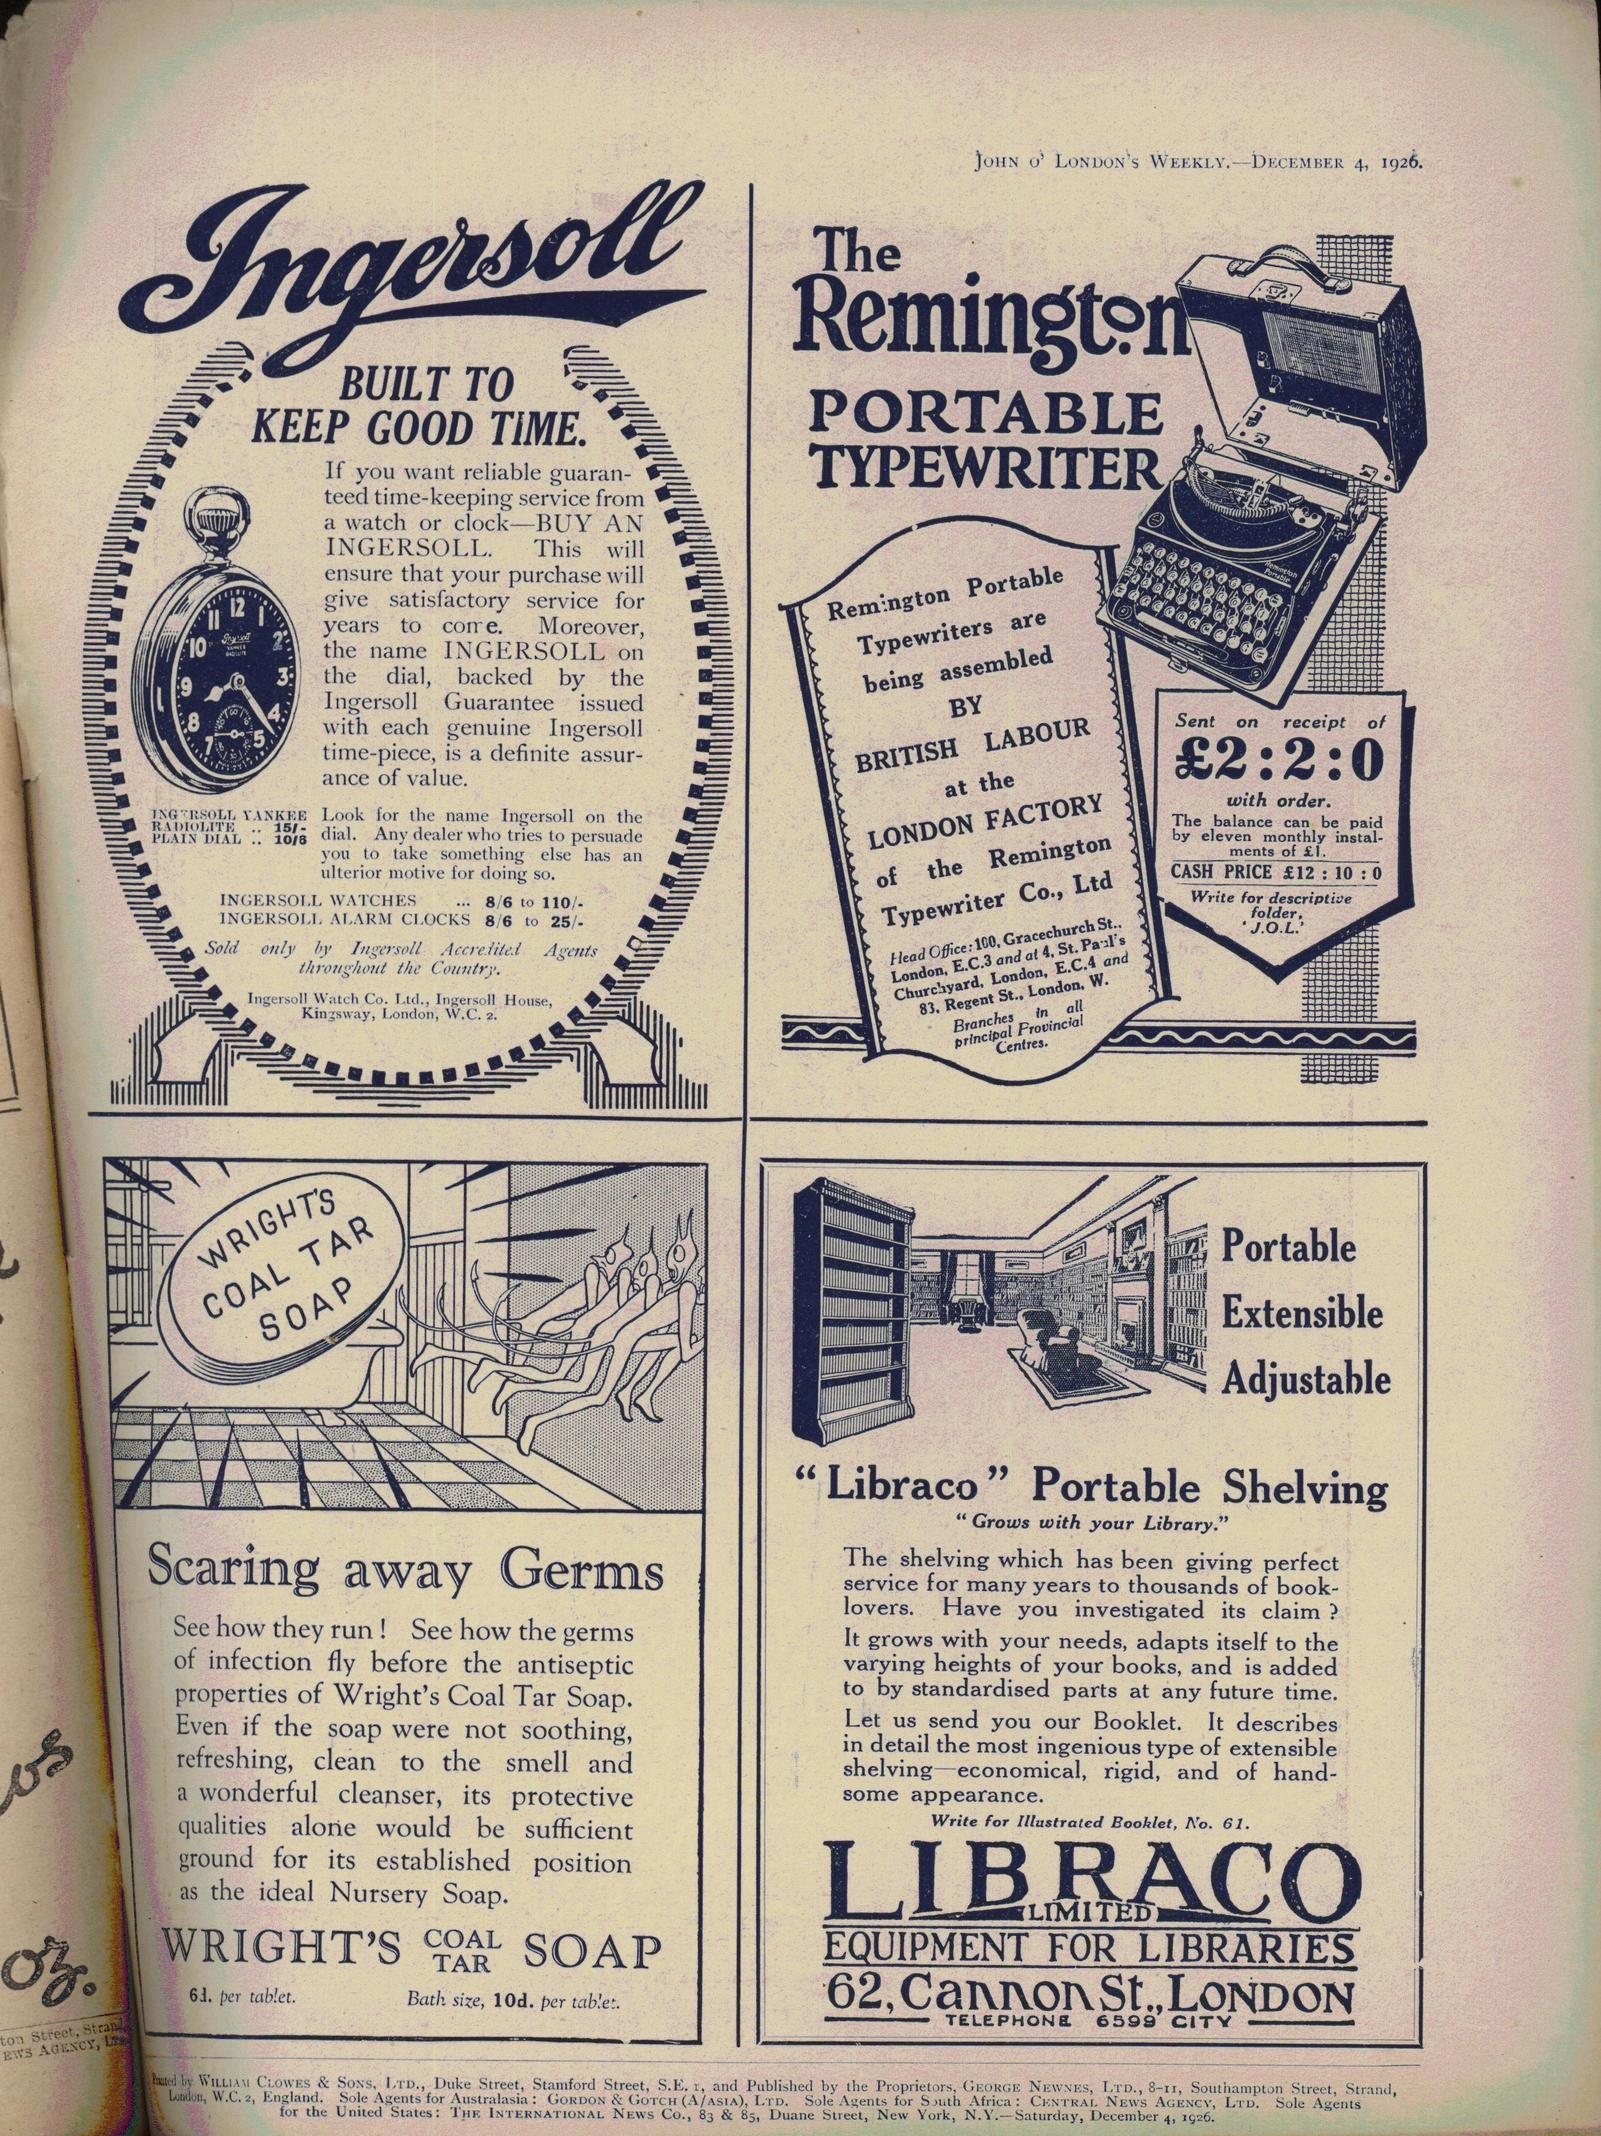 John o' London's Weekly.—December 4, 1926.
Ingersoll
BUILT TO
KEEP GOOD TIME.
If you want reliable guaran-
teed time-keeping service from
a watch or clock—BUY AN
INGERSOLL. This will
ensure that your purchase will
give satisfactory service for
years to come. Moreover,
the name INGERSOLL on
the dial, backed by the
Ingersoll Guarantee issued
with each genuine Ingersoll
time-piece, is a definite assur-
ance of value.
INGERSOLL YANKEE
RADIOLITE .. 15/-
PLAIN DIAL .. 10/6
Look for the name Ingersoll on the
dial. Any dealer who tries to persuade
you to take something else has an
ulterior motive for doing so.
INGERSOLL WATCHES ... 8/6 to 110/-
INGERSOLL ALARM CLOCKS 8/6 to 25/-
Sold only by Ingersoll Accredited Agents
throughout the Country.
Ingersoll Watch Co. Ltd., Ingersoll House,
Kingsway, London, W.C. 2.
The
Remington
PORTABLE
TYPEWRITER
Remington Portable
Typewriters are
being assembled
BY
BRITISH LABOUR
at the
LONDON FACTORY
of the Remington
Typewriter Co., Ltd
Head Office: 100, Gracechurch St.,
London, E.C.3 and at 4, St. Paul's
Churchyard, London, E.C.4 and
83, Regent St., London, W.
Branches in all
principal Provincial
Centres.
Remington
Portable
Sent on receipt of
£2:2:0
with order.
The balance can be paid
by eleven monthly instal-
ments of £1.
CASH PRICE £12 : 10 : 0
Write for descriptive
folder,
'J.O.L.'
WRIGHT'S
COAL TAR
SOAP
Scaring away Germs
See how they run! See how the germs
of infection fly before the antiseptic
properties of Wright's Coal Tar Soap.
Even if the soap were not soothing,
refreshing, clean to the smell and
a wonderful cleanser, its protective
qualities alone would be sufficient
ground for its established position
as the ideal Nursery Soap.
WRIGHT'S COAL TAR SOAP
6d. per tablet. Bath size, 10d. per tablet.
Portable
Extensible
Adjustable
"Libraco" Portable Shelving
"Grows with your Library."
The shelving which has been giving perfect
service for many years to thousands of book-
lovers. Have you investigated its claim?
It grows with your needs, adapts itself to the
varying heights of your books, and is added
to by standardised parts at any future time.
Let us send you our Booklet. It describes
in detail the most ingenious type of extensible
shelving—economical, rigid, and of hand-
some appearance.
Write for Illustrated Booklet, No. 61.
LIBRACO
LIMITED
EQUIPMENT FOR LIBRARIES
62, Cannon St., LONDON
TELEPHONE 6599 CITY
Printed by William Clowes & Sons, Ltd., Duke Street, Stamford Street, S.E. 1, and Published by the Proprietors, George Newnes, Ltd., 8-11, Southampton Street, Strand,
London, W.C. 2, England. Sole Agents for Australasia: Gordon & Gotch (A/asia), Ltd. Sole Agents for South Africa: Central News Agency, Ltd. Sole Agents
for the United States: The International News Co., 83 & 85, Duane Street, New York, N.Y.—Saturday, December 4, 1926.
oz.
ton Street, Strand
EWS AGENCY,